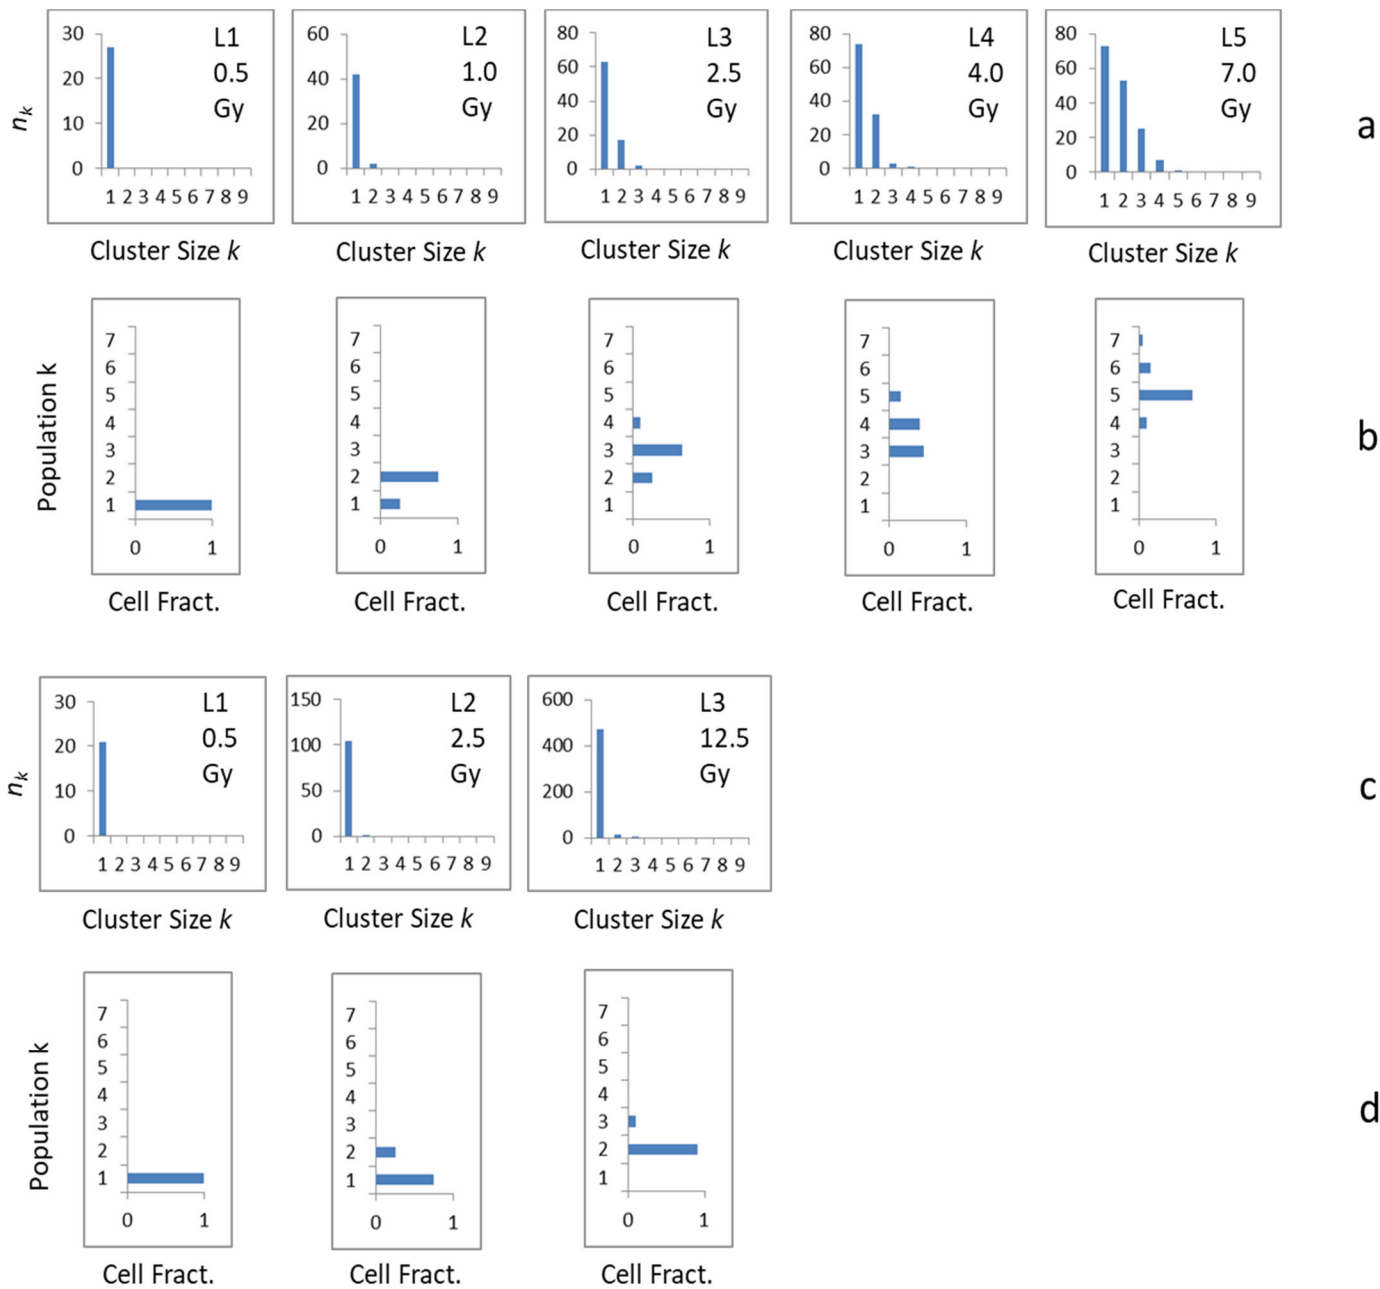 30
20
10
0
n_k
L1
0.5
Gy
1 2 3 4 5 6 7 8 9
Cluster Size k
60
40
20
0
L2
1.0
Gy
1 2 3 4 5 6 7 8 9
Cluster Size k
80
60
40
20
0
L3
2.5
Gy
1 2 3 4 5 6 7 8 9
Cluster Size k
80
60
40
20
0
L4
4.0
Gy
1 2 3 4 5 6 7 8 9
Cluster Size k
80
60
40
20
0
L5
7.0
Gy
1 2 3 4 5 6 7 8 9
Cluster Size k
a
Population k
7
6
5
4
3
2
1
0 1
Cell Fract.
7
6
5
4
3
2
1
0 1
Cell Fract.
7
6
5
4
3
2
1
0 1
Cell Fract.
7
6
5
4
3
2
1
0 1
Cell Fract.
7
6
5
4
3
2
1
0 1
Cell Fract.
b
30
20
10
0
n_k
L1
0.5
Gy
1 2 3 4 5 6 7 8 9
Cluster Size k
150
100
50
0
L2
2.5
Gy
1 2 3 4 5 6 7 8 9
Cluster Size k
600
400
200
0
L3
12.5
Gy
1 2 3 4 5 6 7 8 9
Cluster Size k
c
Population k
7
6
5
4
3
2
1
0 1
Cell Fract.
7
6
5
4
3
2
1
0 1
Cell Fract.
7
6
5
4
3
2
1
0 1
Cell Fract.
d